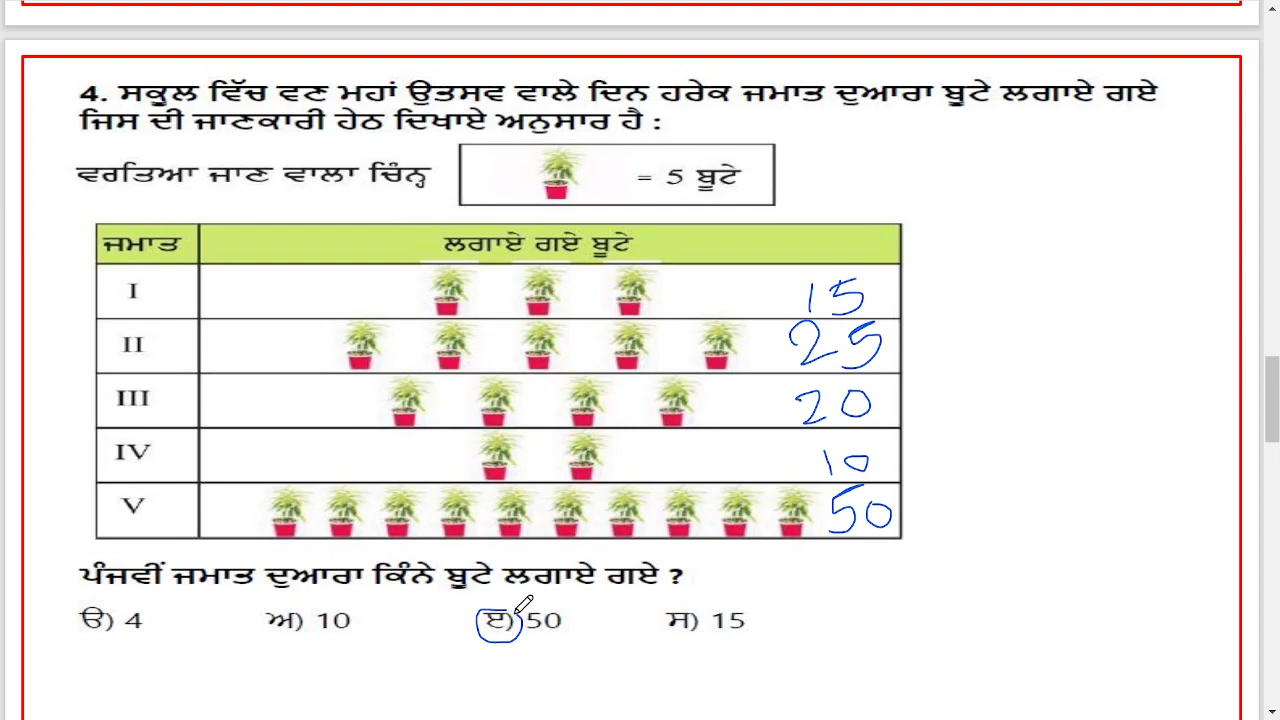 4. ਸਕੂਲ ਵਿੱਚ ਵਣ ਮਹਾਂ ਉਤਸਵ ਵਾਲੇ ਦਿਨ ਹਰੇਕ ਜਮਾਤ ਦੁਆਰਾ ਬੂਟੇ ਲਗਾਏ ਗਏ
ਜਿਸ ਦੀ ਜਾਣਕਾਰੀ ਹੇਠ ਦਿਖਾਏ ਅਨੁਸਾਰ ਹੈ :
ਵਰਤਿਆ ਜਾਣ ਵਾਲਾ ਚਿੰਨ੍ਹ = 5 ਬੂਟੇ
ਜਮਾਤ ਲਗਾਏ ਗਏ ਬੂਟੇ
I 15
II 25
III 20
IV 10
V 50
ਪੰਜਵੀਂ ਜਮਾਤ ਦੁਆਰਾ ਕਿੰਨੇ ਬੂਟੇ ਲਗਾਏ ਗਏ ?
ੳ) 4 ਅ) 10 ੲ) 50 ਸ) 15